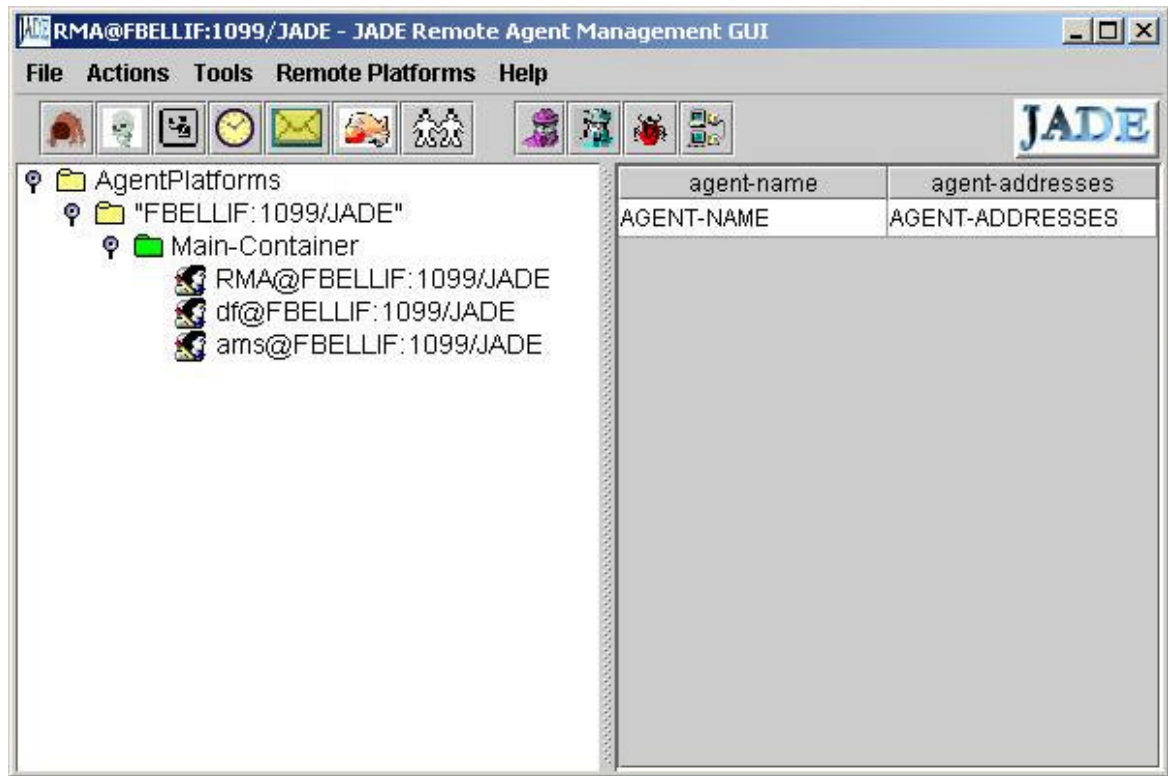 RMA@FBELLIF:1099/JADE - JADE Remote Agent Management GUI
File Actions Tools Remote Platforms Help
JADE
AgentPlatforms
"FBELLIF:1099/JADE"
Main-Container
RMA@FBELLIF:1099/JADE
df@FBELLIF:1099/JADE
ams@FBELLIF:1099/JADE
agent-name agent-addresses
AGENT-NAME AGENT-ADDRESSES